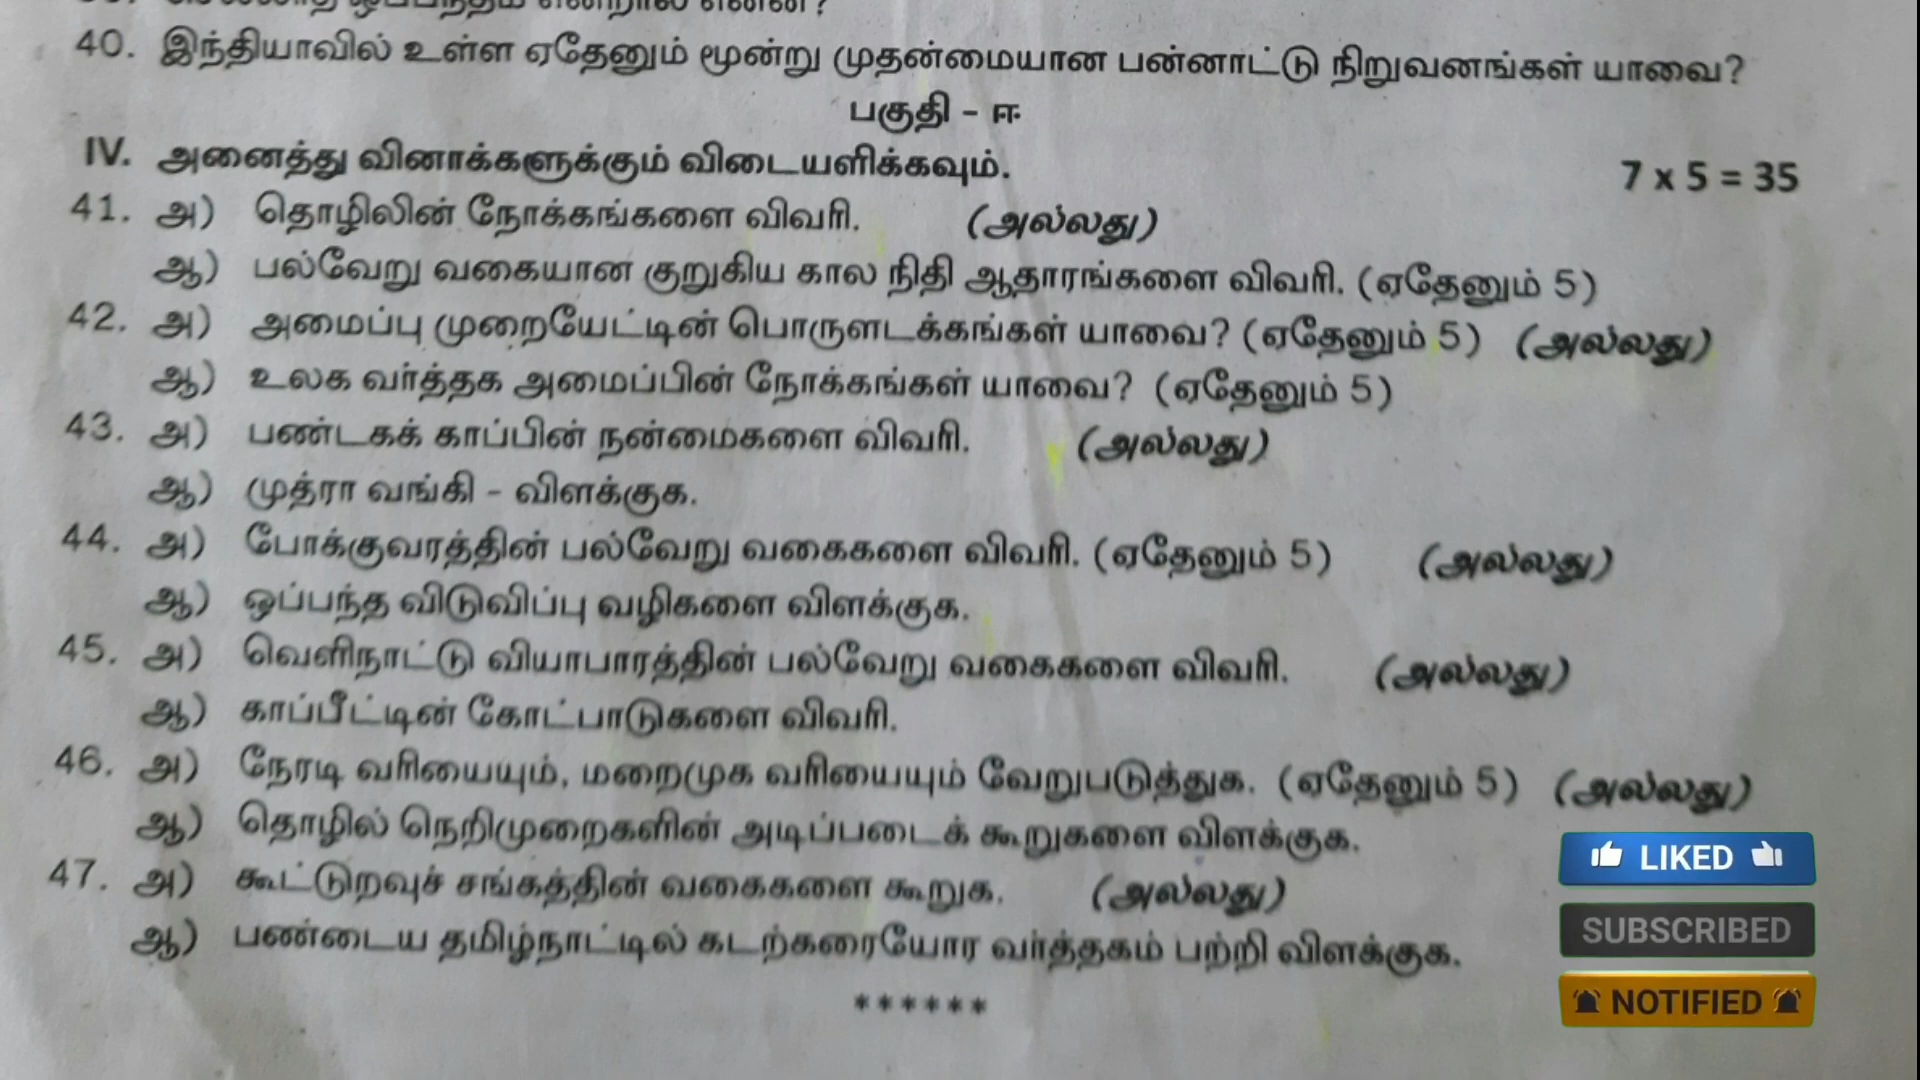 40. இந்தியாவில் உள்ள ஏதேனும் மூன்று முதன்மையான பன்னாட்டு நிறுவனங்கள் யாவை?
பகுதி - ஈ
IV. அனைத்து வினாக்களுக்கும் விடையளிக்கவும். 7 x 5 = 35
41. அ) தொழிலின் நோக்கங்களை விவரி. (அல்லது)
ஆ) பல்வேறு வகையான குறுகிய கால நிதி ஆதாரங்களை விவரி. (ஏதேனும் 5)
42. அ) அமைப்பு முறையேட்டின் பொருளடக்கங்கள் யாவை? (ஏதேனும் 5) (அல்லது)
ஆ) உலக வர்த்தக அமைப்பின் நோக்கங்கள் யாவை? (ஏதேனும் 5)
43. அ) பண்டகக் காப்பின் நன்மைகளை விவரி. (அல்லது)
ஆ) முத்ரா வங்கி - விளக்குக.
44. அ) போக்குவரத்தின் பல்வேறு வகைகளை விவரி. (ஏதேனும் 5) (அல்லது)
ஆ) ஒப்பந்த விடுவிப்பு வழிகளை விளக்குக.
45. அ) வெளிநாட்டு வியாபாரத்தின் பல்வேறு வகைகளை விவரி. (அல்லது)
ஆ) காப்பீட்டின் கோட்பாடுகளை விவரி.
46. அ) நேரடி வரியையும், மறைமுக வரியையும் வேறுபடுத்துக. (ஏதேனும் 5) (அல்லது)
ஆ) தொழில் நெறிமுறைகளின் அடிப்படைக் கூறுகளை விளக்குக.
47. அ) கூட்டுறவுச் சங்கத்தின் வகைகளை கூறுக. (அல்லது)
ஆ) பண்டைய தமிழ்நாட்டில் கடற்கரையோர வர்த்தகம் பற்றி விளக்குக.
******
LIKED
SUBSCRIBED
NOTIFIED